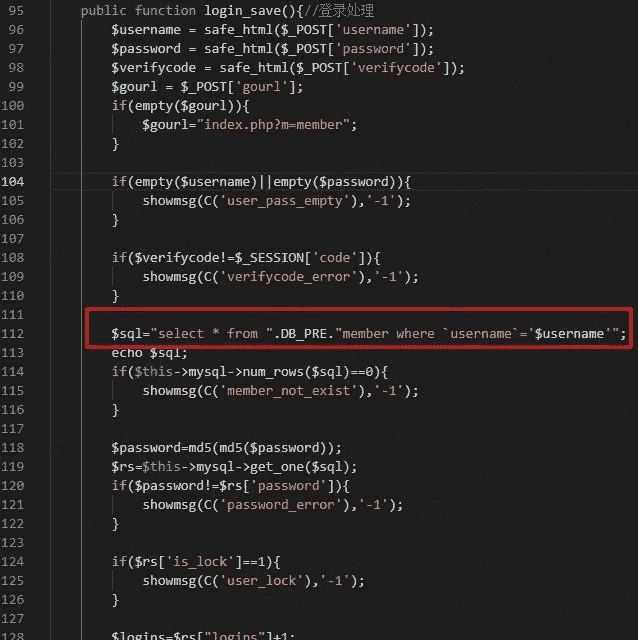 95 public function login_save(){//登录处理
96 $username = safe_html($_POST['username']);
97 $password = safe_html($_POST['password']);
98 $verifycode = safe_html($_POST['verifycode']);
99 $gourl = $_POST['gourl'];
100 if(empty($gourl)){
101 $gourl="index.php?m=member";
102 }
103
104 if(empty($username)||empty($password)){
105 showmsg(C('user_pass_empty'),'-1');
106 }
107
108 if($verifycode!=$_SESSION['code']){
109 showmsg(C('verifycode_error'),'-1');
110 }
111
112 $sql="select * from ".DB_PRE."member where `username`='$username'";
113 echo $sql;
114 if($this->mysql->num_rows($sql)==0){
115 showmsg(C('member_not_exist'),'-1');
116 }
117
118 $password=md5(md5($password));
119 $rs=$this->mysql->get_one($sql);
120 if($password!=$rs['password']){
121 showmsg(C('password_error'),'-1');
122 }
123
124 if($rs['is_lock']==1){
125 showmsg(C('user_lock'),'-1');
126 }
127
128 $logins=$rs["logins"]+1;